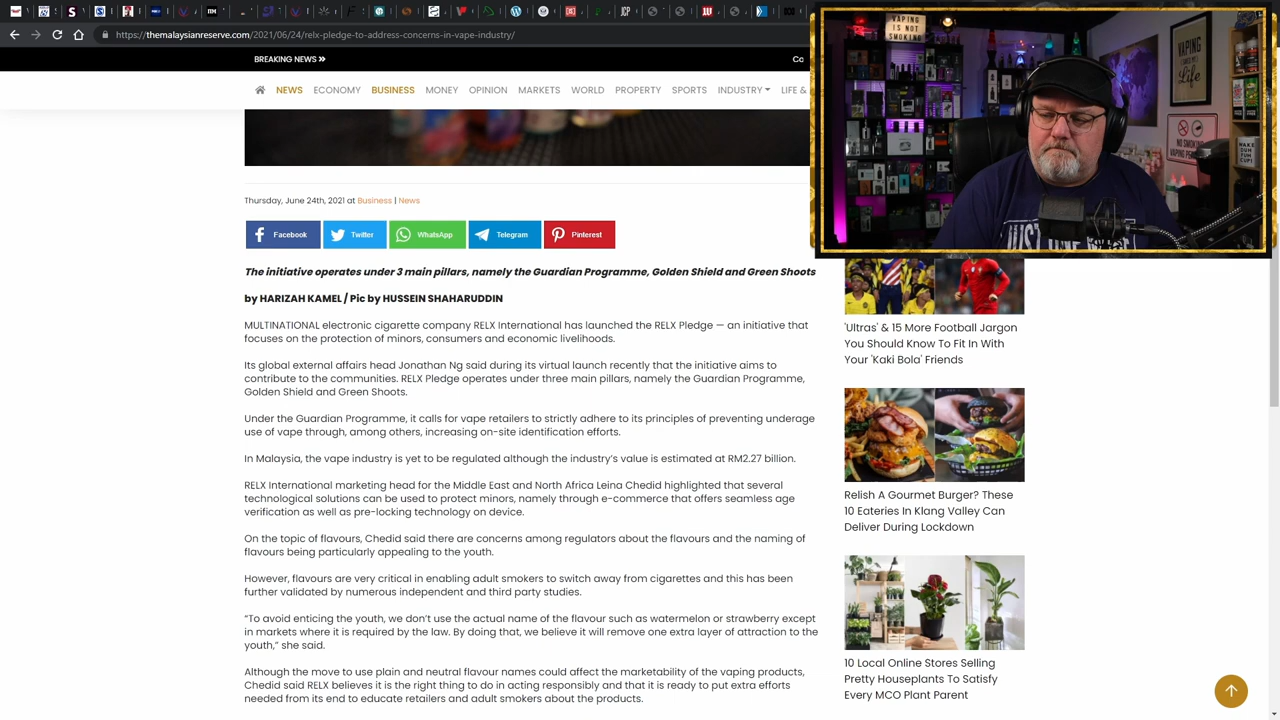 https://themalaysianreserve.com/2021/06/24/relx-pledge-to-address-concerns-in-vape-industry/
BREAKING NEWS
Co
NEWS ECONOMY BUSINESS MONEY OPINION MARKETS WORLD PROPERTY SPORTS INDUSTRY LIFE &
VAPING IS NOT SMOKING
VAPING
Life
NO SMOKING
Thursday, June 24th, 2021 at Business | News
Facebook Twitter WhatsApp Telegram Pinterest
The initiative operates under 3 main pillars, namely the Guardian Programme, Golden Shield and Green Shoots
by HARIZAH KAMEL / Pic by HUSSEIN SHAHARUDDIN
MULTINATIONAL electronic cigarette company RELX International has launched the RELX Pledge — an initiative that
focuses on the protection of minors, consumers and economic livelihoods.
Its global external affairs head Jonathan Ng said during its virtual launch recently that the initiative aims to
contribute to the communities. RELX Pledge operates under three main pillars, namely the Guardian Programme,
Golden Shield and Green Shoots.
Under the Guardian Programme, it calls for vape retailers to strictly adhere to its principles of preventing underage
use of vape through, among others, increasing on-site identification efforts.
In Malaysia, the vape industry is yet to be regulated although the industry's value is estimated at RM2.27 billion.
RELX International marketing head for the Middle East and North Africa Leina Chedid highlighted that several
technological solutions can be used to protect minors, namely through e-commerce that offers seamless age
verification as well as pre-locking technology on device.
On the topic of flavours, Chedid said there are concerns among regulators about the flavours and the naming of
flavours being particularly appealing to the youth.
However, flavours are very critical in enabling adult smokers to switch away from cigarettes and this has been
further validated by numerous independent and third party studies.
“To avoid enticing the youth, we don't use the actual name of the flavour such as watermelon or strawberry except
in markets where it is required by the law. By doing that, we believe it will remove one extra layer of attraction to the
youth,” she said.
Although the move to use plain and neutral flavour names could affect the marketability of the vaping products,
Chedid said RELX believes it is the right thing to do in acting responsibly and that it is ready to put extra efforts
needed from its end to educate retailers and adult smokers about the products.
'Ultras' & 15 More Football Jargon
You Should Know To Fit In With
Your 'Kaki Bola' Friends
Relish A Gourmet Burger? These
10 Eateries In Klang Valley Can
Deliver During Lockdown
10 Local Online Stores Selling
Pretty Houseplants To Satisfy
Every MCO Plant Parent